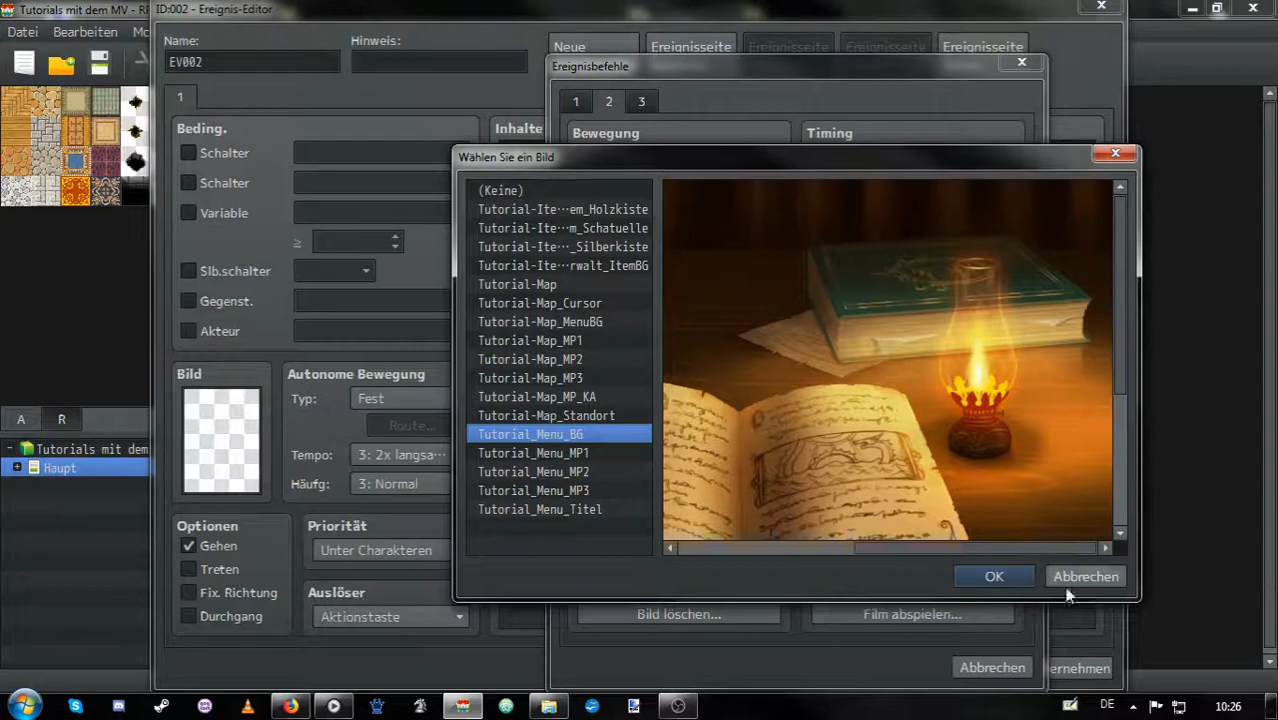 Tutorials mit dem MV - RP
ID:002 - Ereignis-Editor
Datei Bearbeiten
Name:
Hinweis:
EV002
Neue
Ereignisseite
Ereignisseite
Ereignisseite
Ereignisseite
Ereignisbefehle
1
1 2 3
Beding.
Inhalte
Bewegung
Timing
Schalter
Schalter
Variable
≥
Slb.schalter
Gegenst.
Akteur
Wählen Sie ein Bild
(Keine)
Tutorial-Ite···em_Holzkiste
Tutorial-Ite···m_Schatuelle
Tutorial-Ite···_Silberkiste
Tutorial-Ite···rwalt_ItemBG
Tutorial-Map
Tutorial-Map_Cursor
Tutorial-Map_MenuBG
Tutorial-Map_MP1
Tutorial-Map_MP2
Tutorial-Map_MP3
Tutorial-Map_MP_KA
Tutorial-Map_Standort
Tutorial_Menu_BG
Tutorial_Menu_MP1
Tutorial_Menu_MP2
Tutorial_Menu_MP3
Tutorial_Menu_Titel
OK
Abbrechen
Bild
Autonome Bewegung
Typ:
Fest
Route...
Tempo:
3: 2x langsa···
Häufg:
3: Normal
A
R
Tutorials mit dem
Haupt
Optionen
Gehen
Treten
Fix. Richtung
Durchgang
Priorität
Unter Charakteren
Auslöser
Aktionstaste
Bild löschen...
Film abspielen...
Abbrechen
ernehmen
DE
10:26